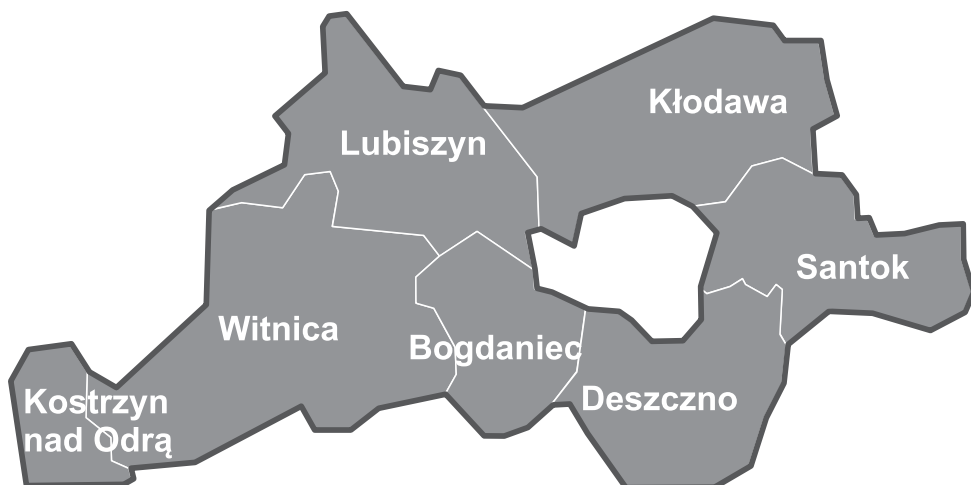 Kłodawa
Lubiszyn
Santok
Witnica
Bogdaniec
Deszczno
Kostrzyn
nad Odrą